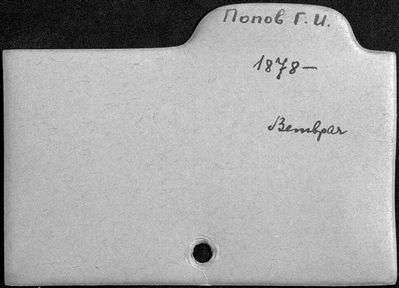 Попов Г. И.
1878—
Ветврач